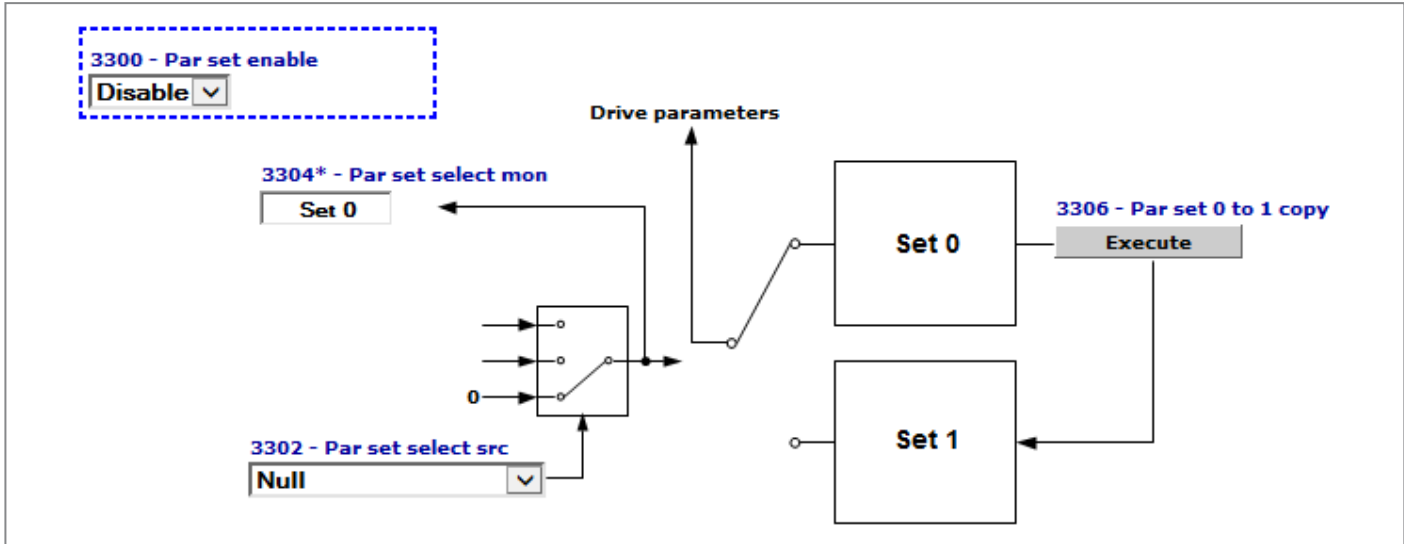 3300 - Par set enable
Disable
Drive parameters
3304* - Par set select mon
Set 0
Set 0
3306 - Par set 0 to 1 copy
Execute
0
3302 - Par set select src
Null
Set 1